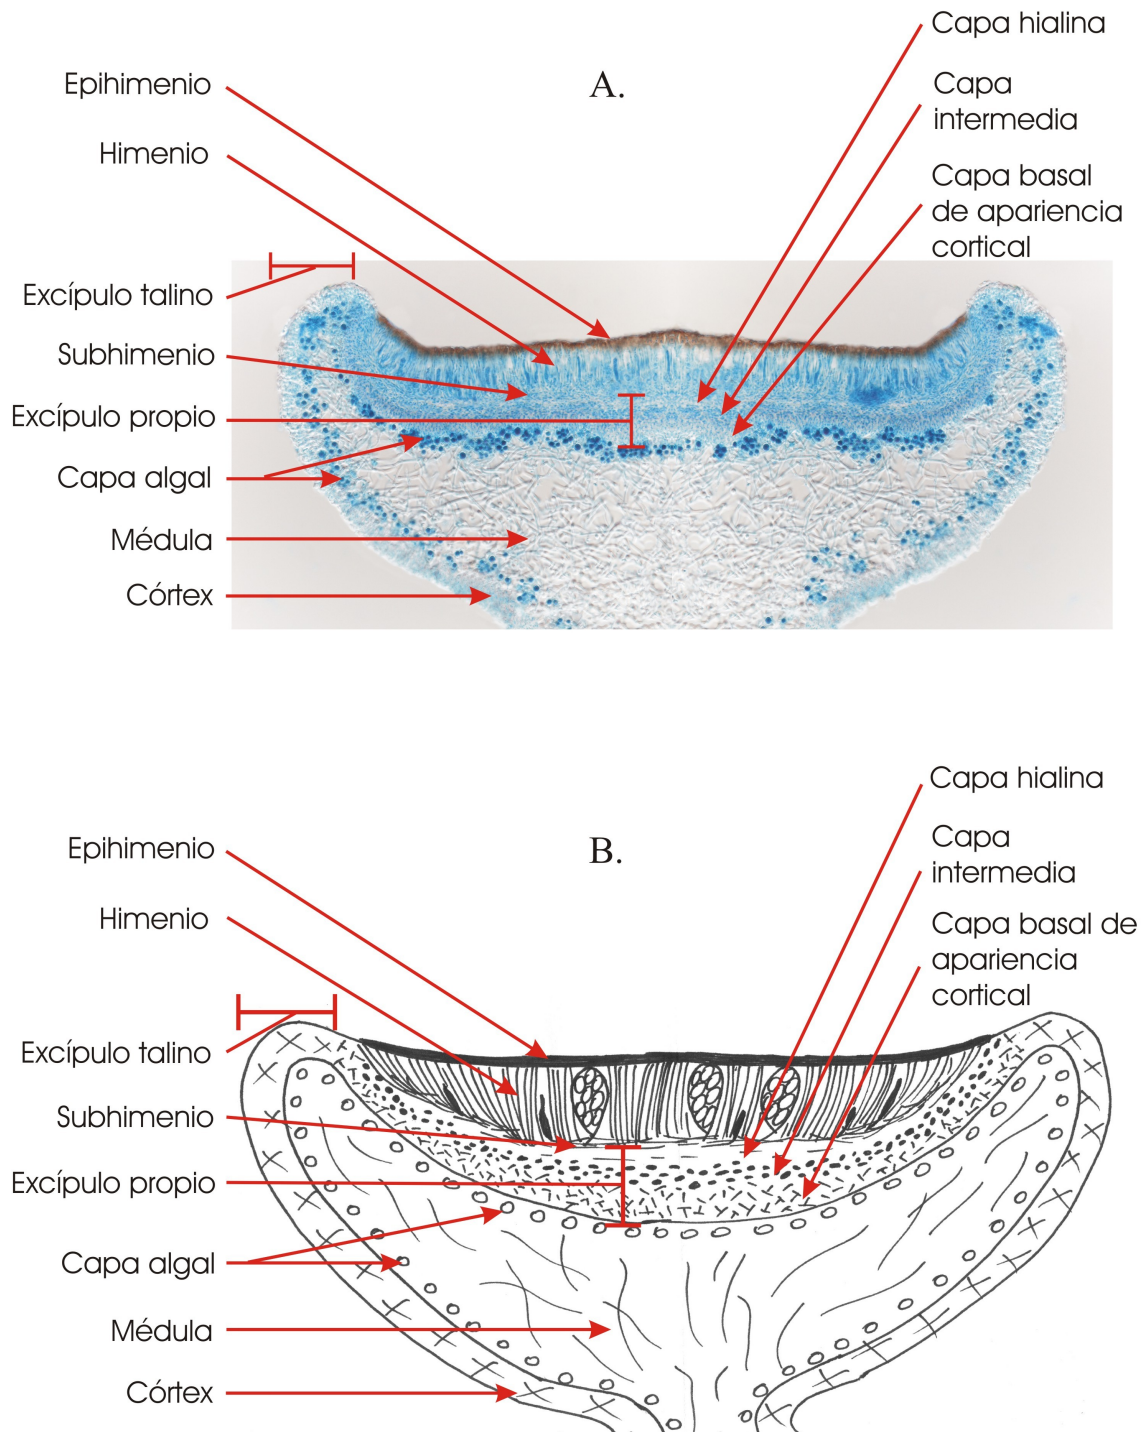 A.
Epihimenio
Himenio
Excípulo talino
Subhimenio
Excípulo propio
Capa algal
Médula
Córtex
Capa hialina
Capa
intermedia
Capa basal
de apariencia
cortical
B.
Epihimenio
Himenio
Excípulo talino
Subhimenio
Excípulo propio
Capa algal
Médula
Córtex
Capa hialina
Capa
intermedia
Capa basal de
apariencia
cortical